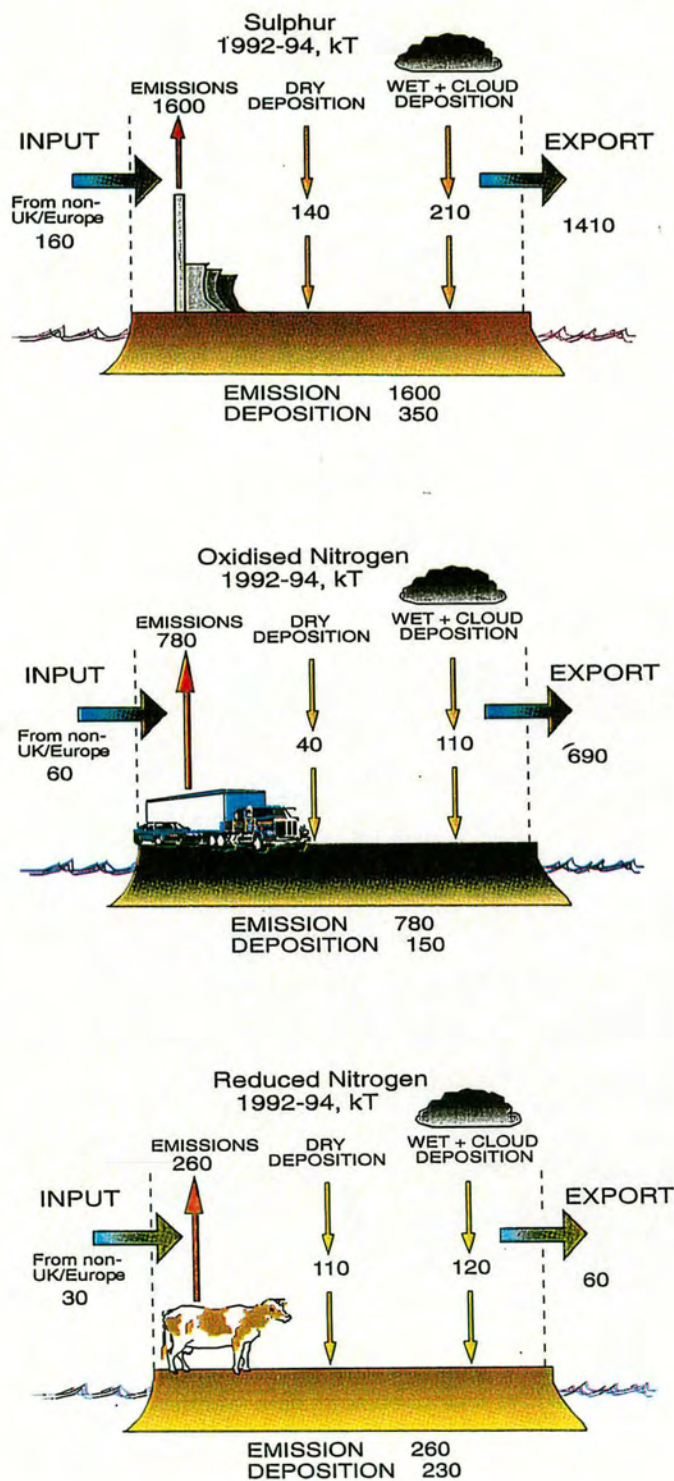 Sulphur
1992-94, kT
EMISSIONS
1600
DRY
DEPOSITION
WET + CLOUD
DEPOSITION
INPUT
EXPORT
From non-
UK/Europe
160
140
210
1410
EMISSION 1600
DEPOSITION 350
Oxidised Nitrogen
1992-94, kT
EMISSIONS
780
DRY
DEPOSITION
WET + CLOUD
DEPOSITION
INPUT
EXPORT
From non-
UK/Europe
60
40
110
690
EMISSION 780
DEPOSITION 150
Reduced Nitrogen
1992-94, kT
EMISSIONS
260
DRY
DEPOSITION
WET + CLOUD
DEPOSITION
INPUT
EXPORT
From non-
UK/Europe
30
110
120
60
EMISSION 260
DEPOSITION 230